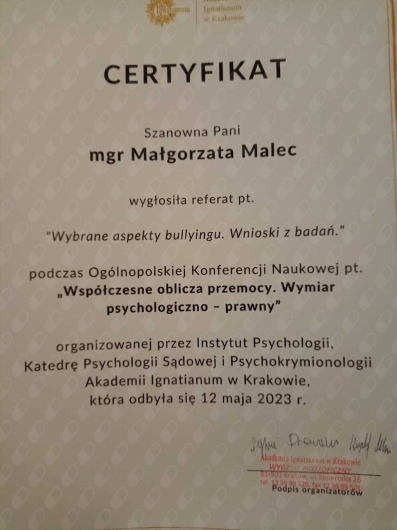 Ignatianum
w Krakowie
CERTYFIKAT
Szanowna Pani
mgr Małgorzata Malec
wygłosiła referat pt.
"Wybrane aspekty bullyingu. Wnioski z badań."
podczas Ogólnopolskiej Konferencji Naukowej pt.
„Współczesne oblicza przemocy. Wymiar
psychologiczno – prawny”
organizowanej przez Instytut Psychologii,
Katedrę Psychologii Sądowej i Psychokrymionologii
Akademii Ignatianum w Krakowie,
która odbyła się 12 maja 2023 r.
Akademia Ignatianum w Krakowie
Podpis organizatorów